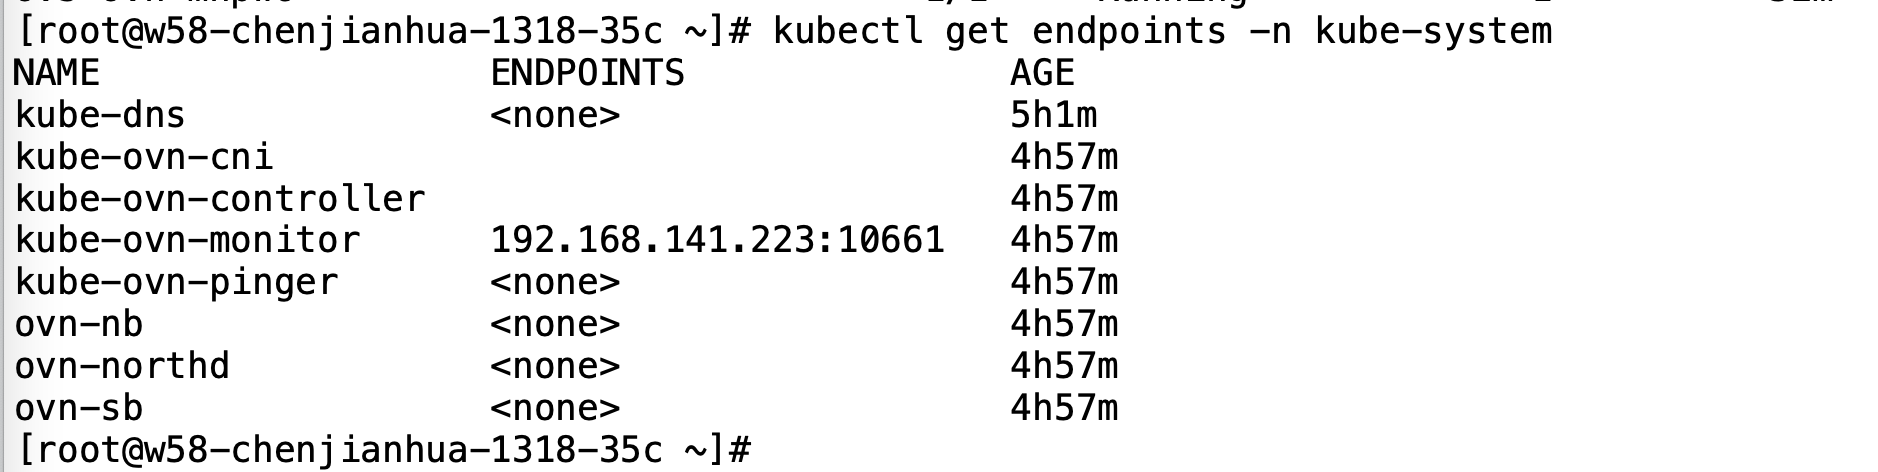 [root@w58-chenjianhua-1318-35c ~]# kubectl get endpoints -n kube-system
NAME ENDPOINTS AGE
kube-dns <none> 5h1m
kube-ovn-cni 4h57m
kube-ovn-controller 4h57m
kube-ovn-monitor 192.168.141.223:10661 4h57m
kube-ovn-pinger <none> 4h57m
ovn-nb <none> 4h57m
ovn-northd <none> 4h57m
ovn-sb <none> 4h57m
[root@w58-chenjianhua-1318-35c ~]#